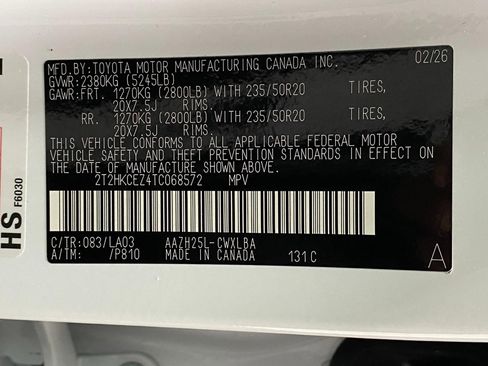 MFD.BY:TOYOTA MOTOR MANUFACTURING CANADA INC. 02/26
GVWR:2380KG (5245LB)
GAWR:FRT. 1270KG (2800LB) WITH 235/50R20 TIRES,
20X7.5J RIMS.
RR. 1270KG (2800LB) WITH 235/50R20 TIRES,
20X7.5J RIMS.
THIS VEHICLE CONFORMS TO ALL APPLICABLE FEDERAL MOTOR
VEHICLE SAFETY AND THEFT PREVENTION STANDARDS IN EFFECT
ON THE DATE OF MANUFACTURE SHOWN ABOVE.
2T2HKCEZ4TC068572 MPV
C/TR:083/LA03 AAZH25L-CWXLBA
A/TM: /P810 MADE IN CANADA 131C
A
HS
F6030